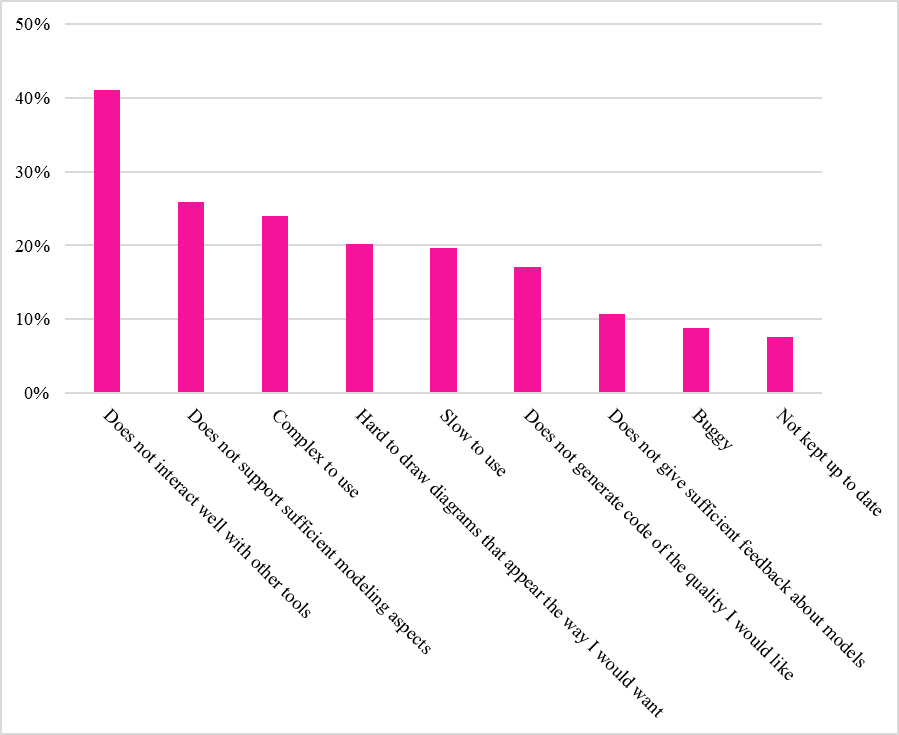 50%
40%
30%
20%
10%
0%
Does not interact well with other tools
Does not support sufficient modeling aspects
Complex to use
Hard to draw diagrams that appear the way I would want
Slow to use
Does not generate code of the quality I would like
Does not give sufficient feedback about models
Buggy
Not kept up to date